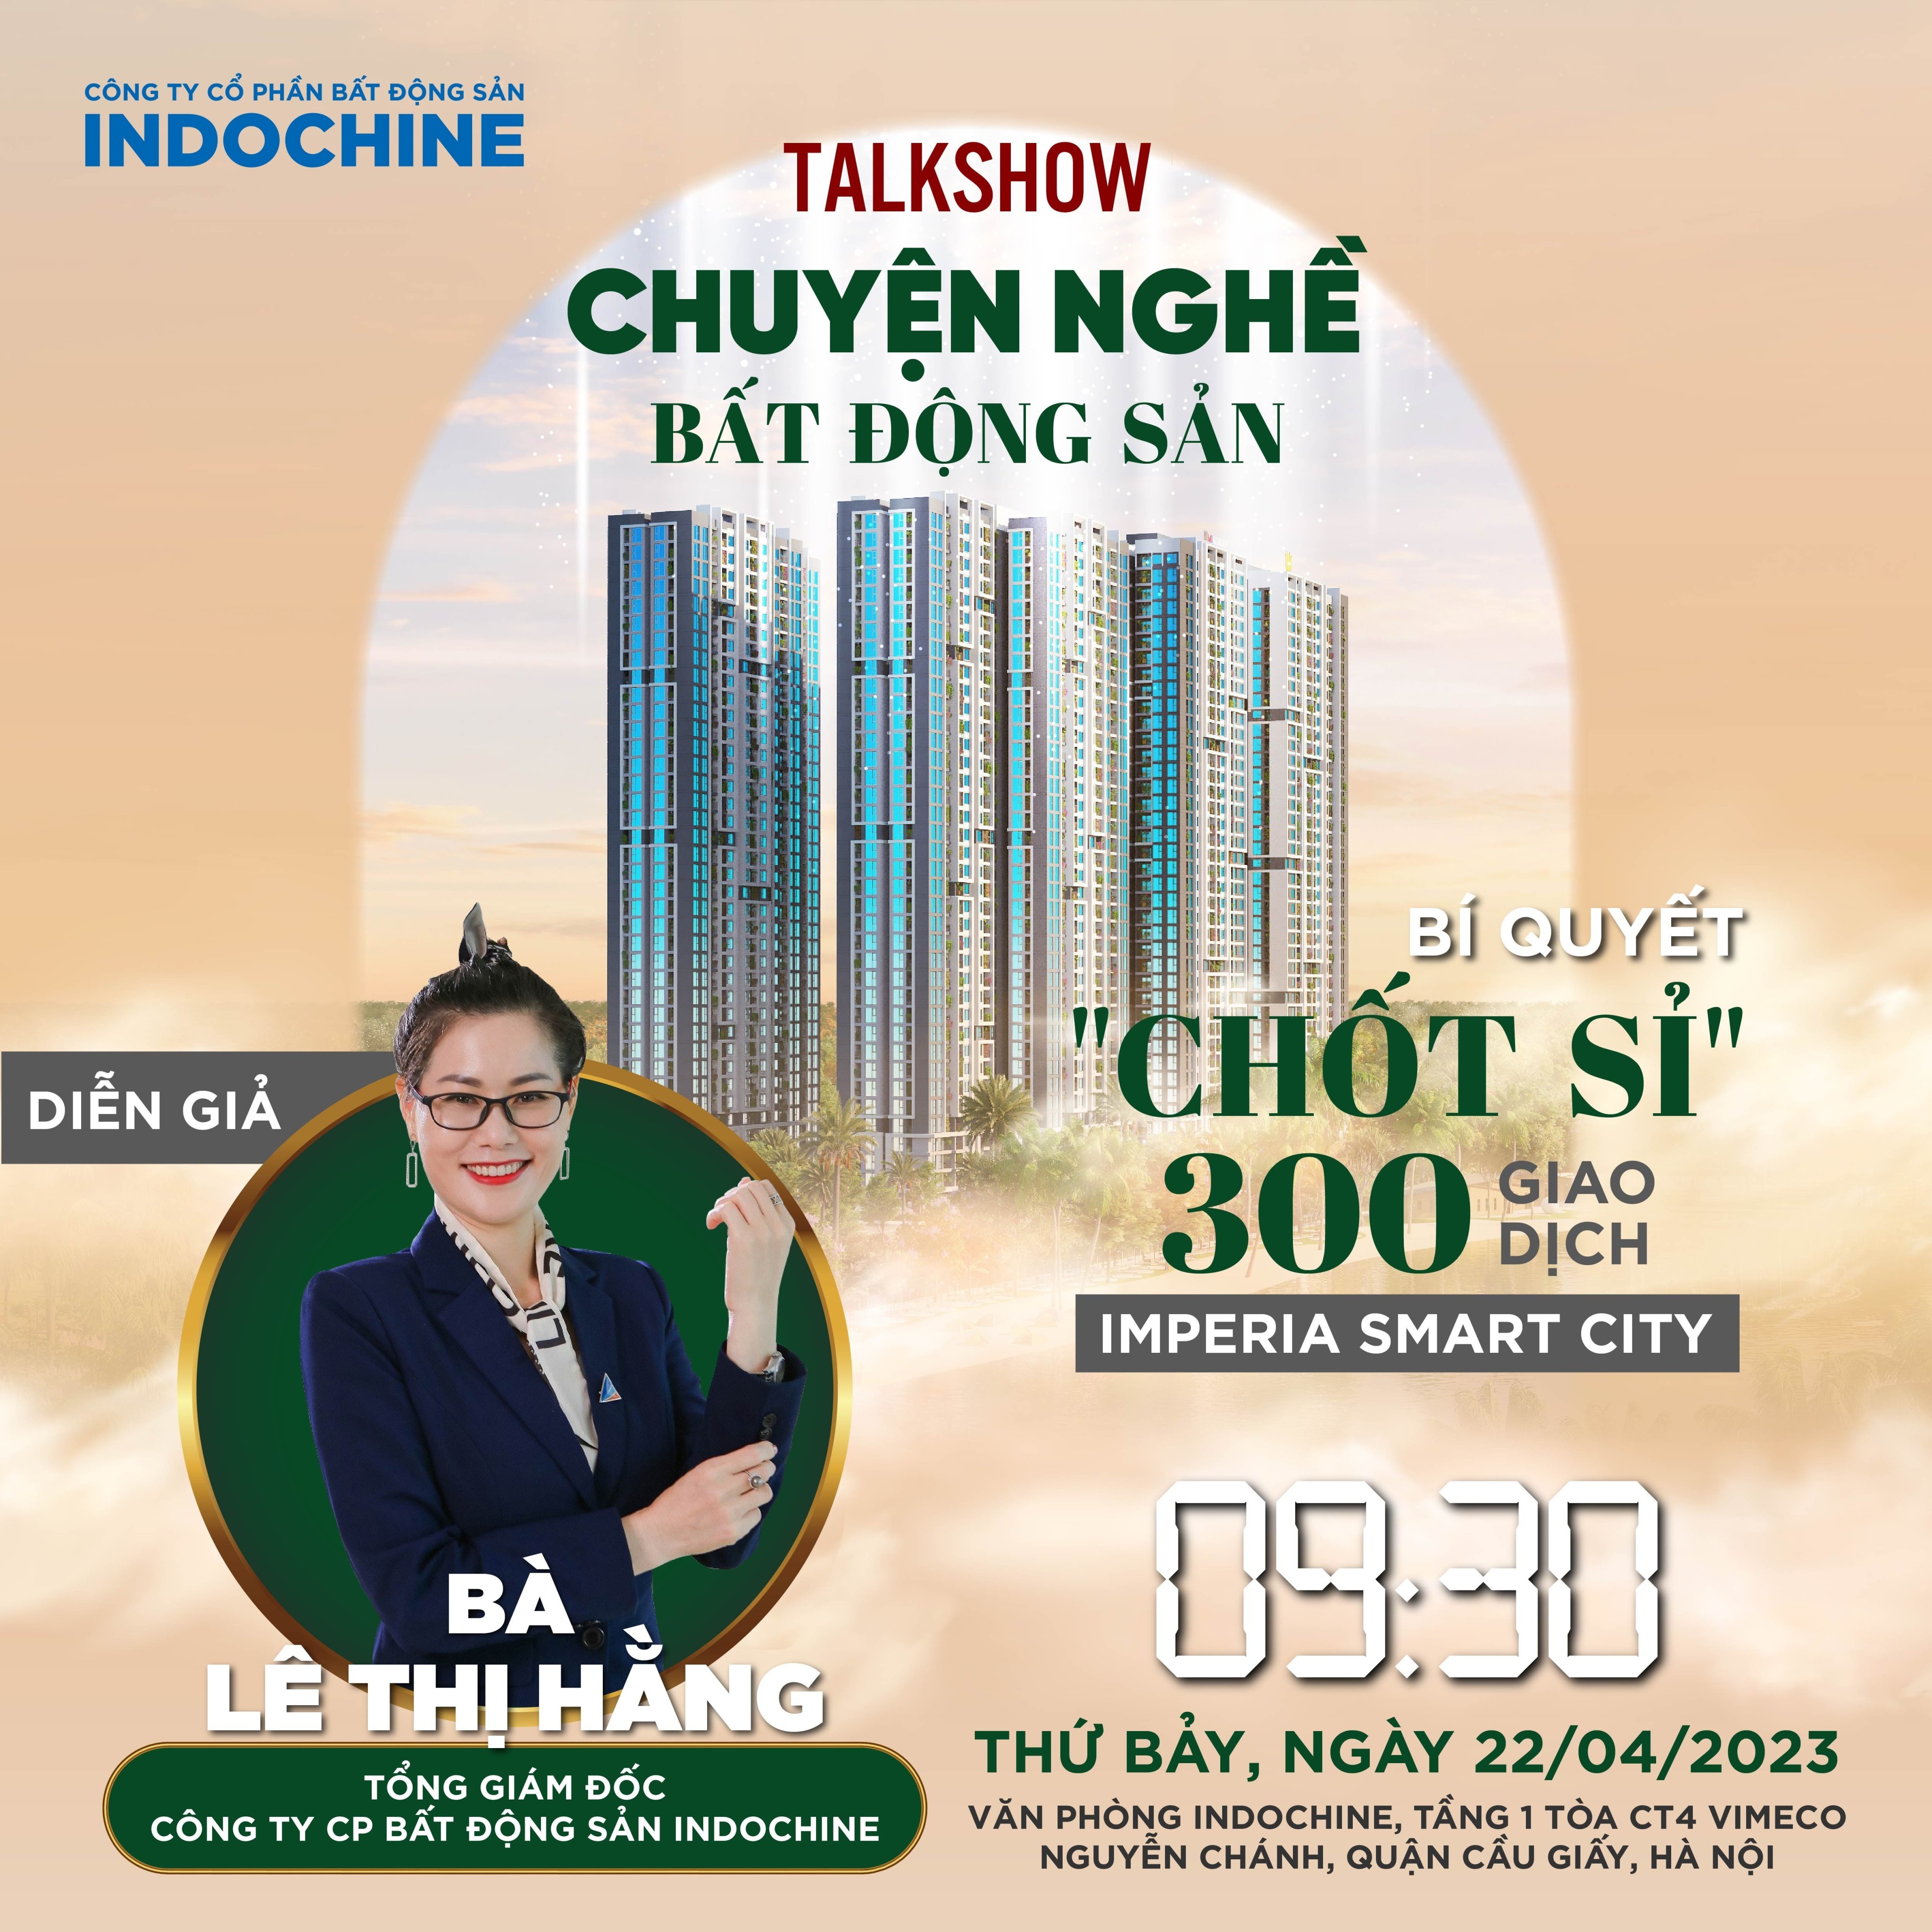 CÔNG TY CỔ PHẦN BẤT ĐỘNG SẢN
INDOCHINE
TALKSHOW
CHUYỆN NGHỀ
BẤT ĐỘNG SẢN
BÍ QUYẾT
"CHỐT SỈ"
300 GIAO
DỊCH
IMPERIA SMART CITY
DIỄN GIẢ
BÀ
LÊ THỊ HẰNG
TỔNG GIÁM ĐỐC
CÔNG TY CP BẤT ĐỘNG SẢN INDOCHINE
09:30
THỨ BẢY, NGÀY 22/04/2023
VĂN PHÒNG INDOCHINE, TẦNG 1 TÒA CT4 VIMECO
NGUYỄN CHÁNH, QUẬN CẦU GIẤY, HÀ NỘI